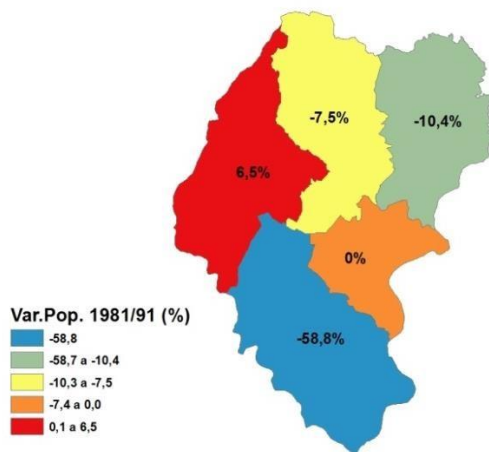 -7,5%
-10,4%
6,5%
0%
-58,8%
Var.Pop. 1981/91 (%)
-58,8
-58,7 a -10,4
-10,3 a -7,5
-7,4 a 0,0
0,1 a 6,5